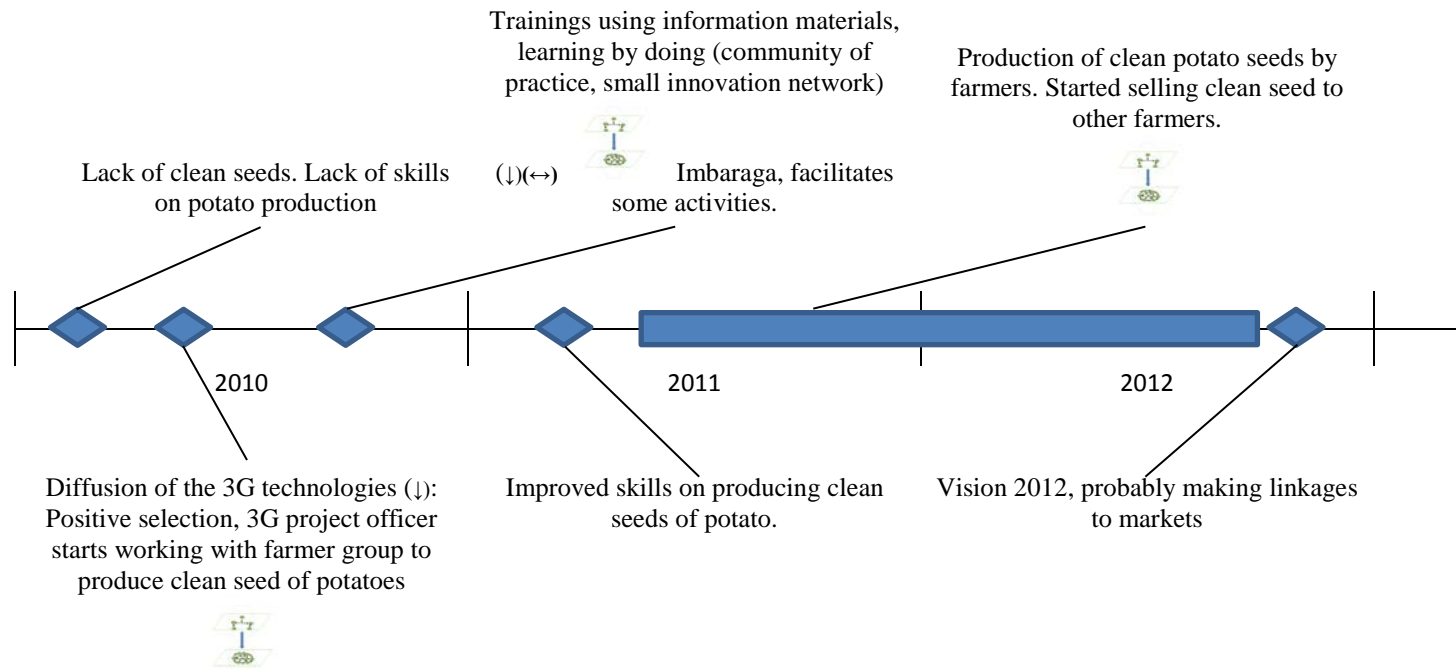 Trainings using information materials,
learning by doing (community of
practice, small innovation network)
Production of clean potato seeds by
farmers. Started selling clean seed to
other farmers.
Lack of clean seeds. Lack of skills
on potato production
(↓)(↔) Imbaraga, facilitates
some activities.
2010
2011
2012
Diffusion of the 3G technologies (↓):
Positive selection, 3G project officer
starts working with farmer group to
produce clean seed of potatoes
Improved skills on producing clean
seeds of potato.
Vision 2012, probably making linkages
to markets